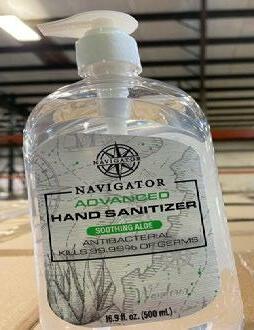 NAVIGATOR
NAVIGATOR
ADVANCED
HAND SANITIZER
SOOTHING ALOE
ANTIBACTERIAL
KILLS 99.99% OF GERMS
16.9 fl. oz. (500 mL)